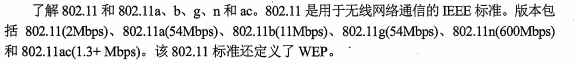 了解 802.11 和 802.11a、b、g、n 和 ac。802.11 是用于无线网络通信的 IEEE 标准。版本包
括 802.11(2Mbps)、802.11a(54Mbps)、802.11b(11Mbps)、802.11g(54Mbps)、802.11n(600Mbps)
和 802.11ac(1.3+ Mbps)。该 802.11 标准还定义了 WEP。